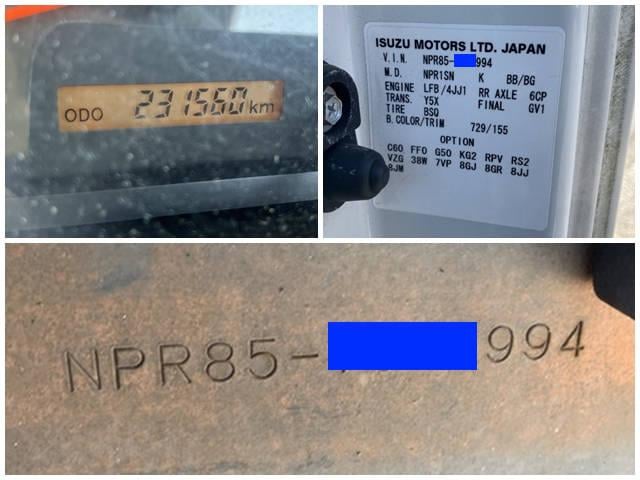 ODO 231560 km
ISUZU MOTORS LTD. JAPAN
V.I.N. NPR85- 994
M.D. NPR1SN K BB/BG
ENGINE LFB/4JJ1 RR AXLE 6CP
TRANS. Y5X FINAL GV1
TIRE BSQ
B.COLOR/TRIM 729/155
OPTION
C60 FF0 G50 KG2 RPV RS2
VZG 38W 7VP 8GJ 8GR 8JJ
8JM
NPR85- 994